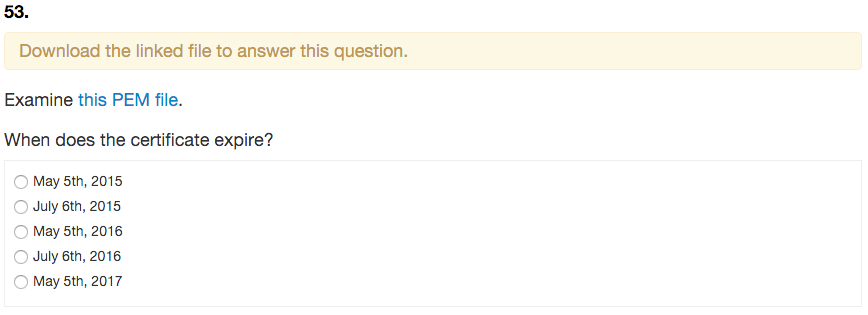 53.
Download the linked file to answer this question.
Examine this PEM file.
When does the certificate expire?
May 5th, 2015
July 6th, 2015
May 5th, 2016
July 6th, 2016
May 5th, 2017